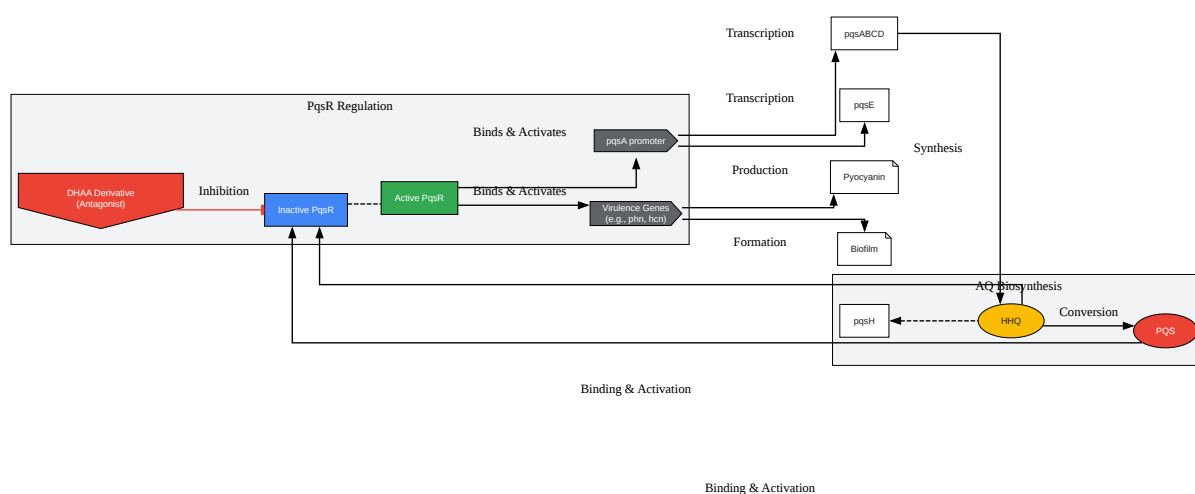 Transcription
pqsABCD
PqsR Regulation
Transcription
pqsE
Binds & Activates
pqsA promoter
Synthesis
DHAA Derivative
(Antagonist)
Inhibition
Inactive PqsR
Active PqsR
Binds & Activates
Virulence Genes
(e.g., phn, hcn)
Production
Pyocyanin
Formation
Biofilm
AQ Biosynthesis
pqsH
HHQ
Conversion
PQS
Binding & Activation
Binding & Activation